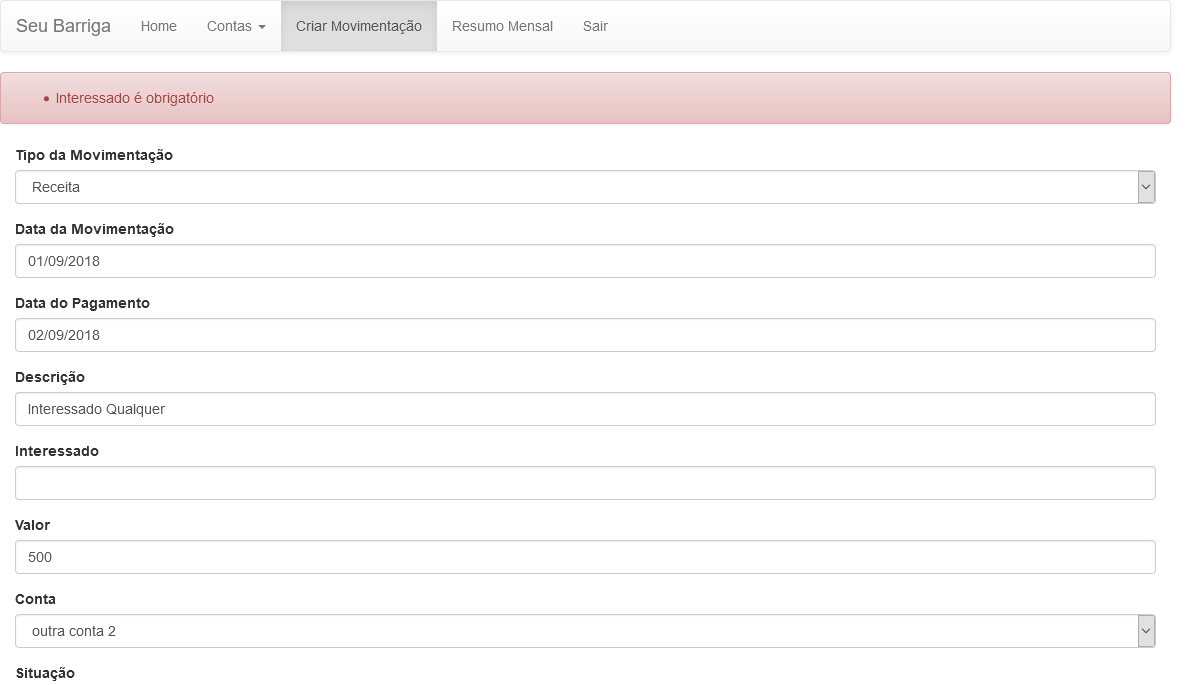 Seu Barriga Home Contas Criar Movimentação Resumo Mensal Sair
Interessado é obrigatório
Tipo da Movimentação
Receita
Data da Movimentação
01/09/2018
Data do Pagamento
02/09/2018
Descrição
Interessado Qualquer
Interessado
Valor
500
Conta
outra conta 2
Situação